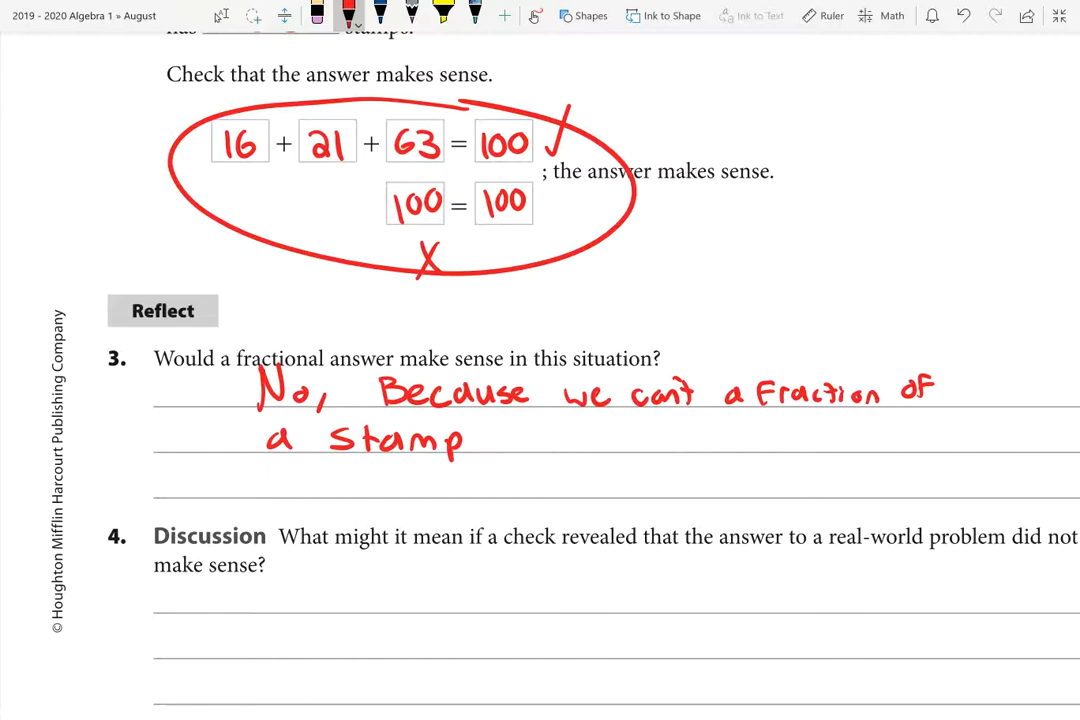 2019 - 2020 Algebra 1 » August
Shapes
Ink to Shape
Ink to Text
Ruler
Math
stamps.
Check that the answer makes sense.
16 + 21 + 63 = 100 ✓
; the answer makes sense.
100 = 100
X
Reflect
3. Would a fractional answer make sense in this situation?
No, Because we can't a Fraction of
a stamp
4. Discussion What might it mean if a check revealed that the answer to a real-world problem did not
make sense?
© Houghton Mifflin Harcourt Publishing Company